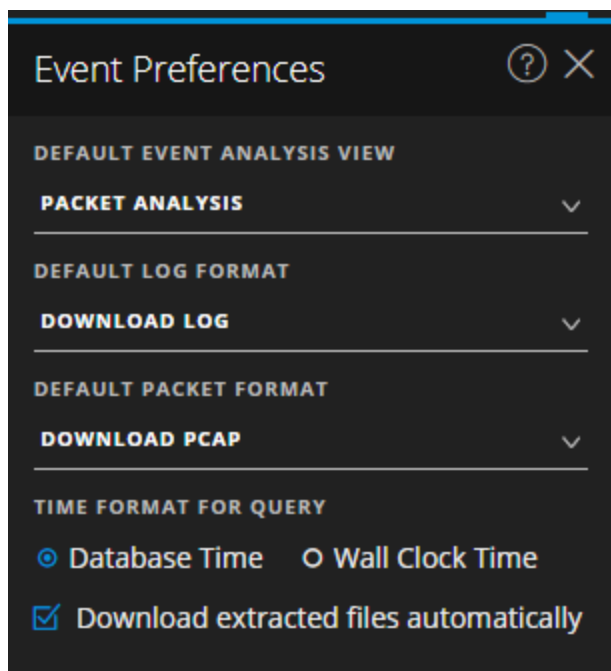 Event Preferences
DEFAULT EVENT ANALYSIS VIEW
PACKET ANALYSIS
DEFAULT LOG FORMAT
DOWNLOAD LOG
DEFAULT PACKET FORMAT
DOWNLOAD PCAP
TIME FORMAT FOR QUERY
Database Time Wall Clock Time
Download extracted files automatically